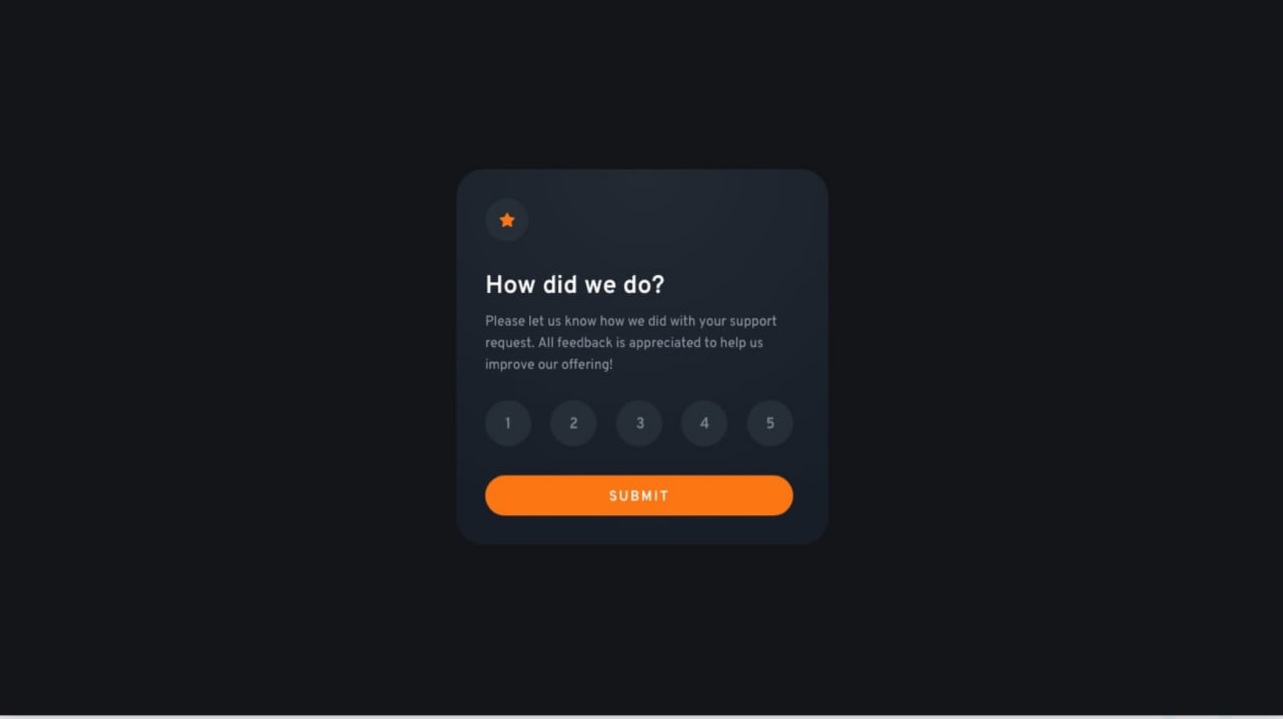 How did we do?
Please let us know how we did with your support
request. All feedback is appreciated to help us
improve our offering!
1 2 3 4 5
SUBMIT